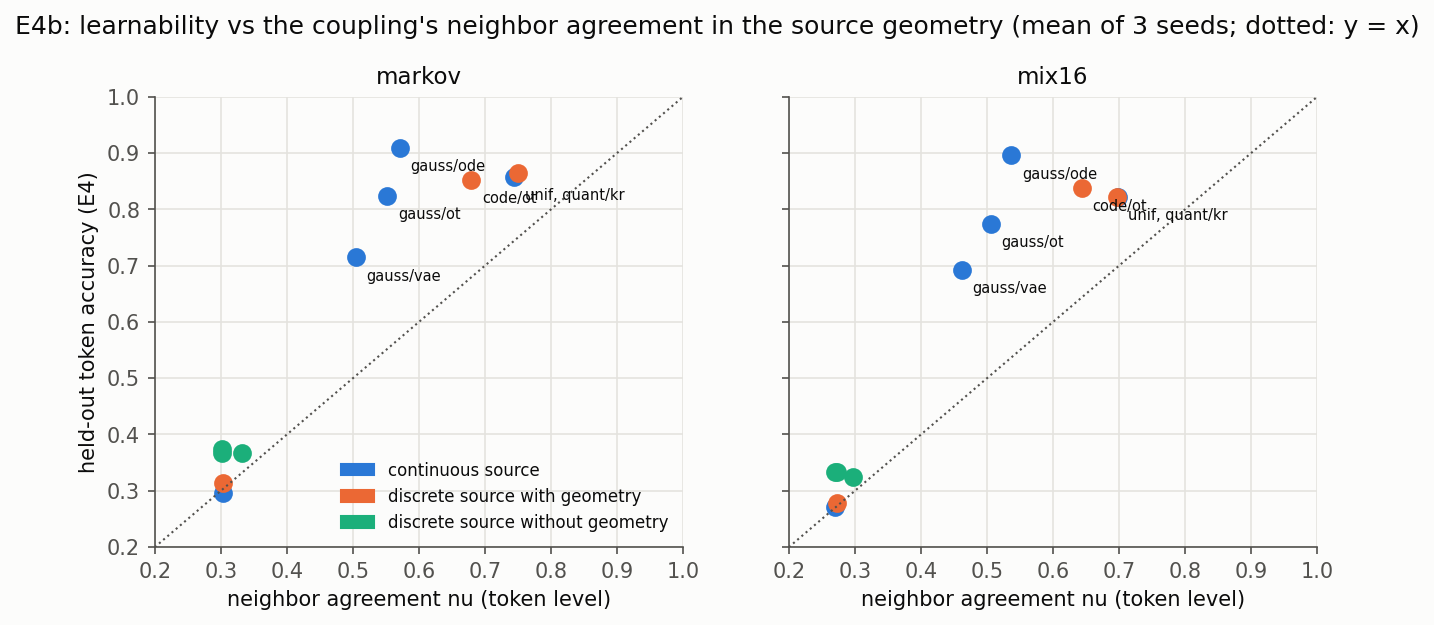 E4b: learnability vs the coupling's neighbor agreement in the source geometry (mean of 3 seeds; dotted: y = x)
markov
held-out token accuracy (E4)
1.0
0.9
0.8
0.7
0.6
0.5
0.4
0.3
0.2
gauss/ode
code/ot
unif, quant/kr
gauss/ot
gauss/vae
continuous source
discrete source with geometry
discrete source without geometry
0.2 0.3 0.4 0.5 0.6 0.7 0.8 0.9 1.0
neighbor agreement nu (token level)
mix16
gauss/ode
code/ot
unif, quant/kr
gauss/ot
gauss/vae
0.2 0.3 0.4 0.5 0.6 0.7 0.8 0.9 1.0
neighbor agreement nu (token level)